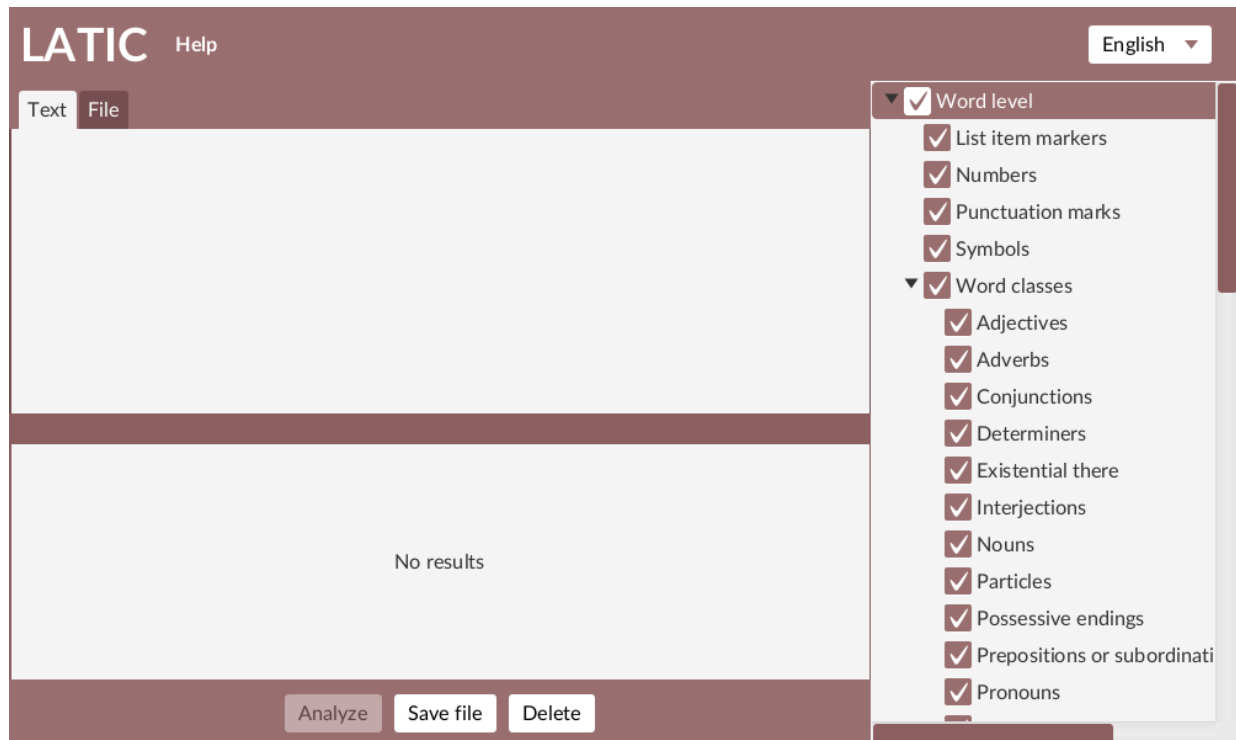 LATIC Help English
Text File
No results
Analyze Save file Delete
Word level
List item markers
Numbers
Punctuation marks
Symbols
Word classes
Adjectives
Adverbs
Conjunctions
Determiners
Existential there
Interjections
Nouns
Particles
Possessive endings
Prepositions or subordinati
Pronouns